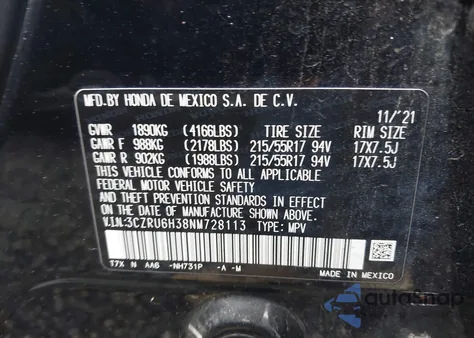 MFD.BY HONDA DE MEXICO S.A. DE C.V.
11/'21
GVWR 1890KG (4166LBS) TIRE SIZE RIM SIZE
GAWR F 988KG (2178LBS) 215/55R17 94V 17X7.5J
GAWR R 902KG (1988LBS) 215/55R17 94V 17X7.5J
THIS VEHICLE CONFORMS TO ALL APPLICABLE
FEDERAL MOTOR VEHICLE SAFETY
AND THEFT PREVENTION STANDARDS IN EFFECT
ON THE DATE OF MANUFACTURE SHOWN ABOVE.
V.I.N:3CZRU6H38NM728113 TYPE: MPV
T7X N AA6 -NH731P -A -M
MADE IN MEXICO
autoSnap